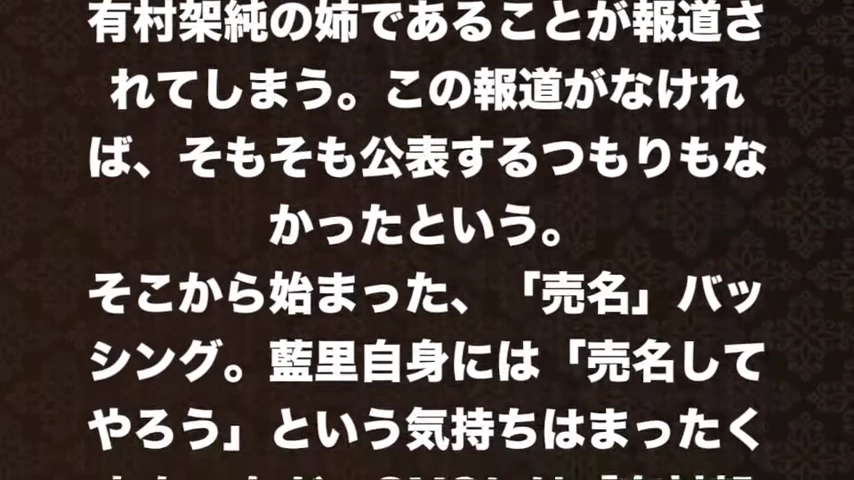 有村架純の姉であることが報道さ
れてしまう。この報道がなけれ
ば、そもそも公表するつもりもな
かったという。
そこから始まった、「売名」バッ
シング。藍里自身には「売名して
やろう」という気持ちはまったく